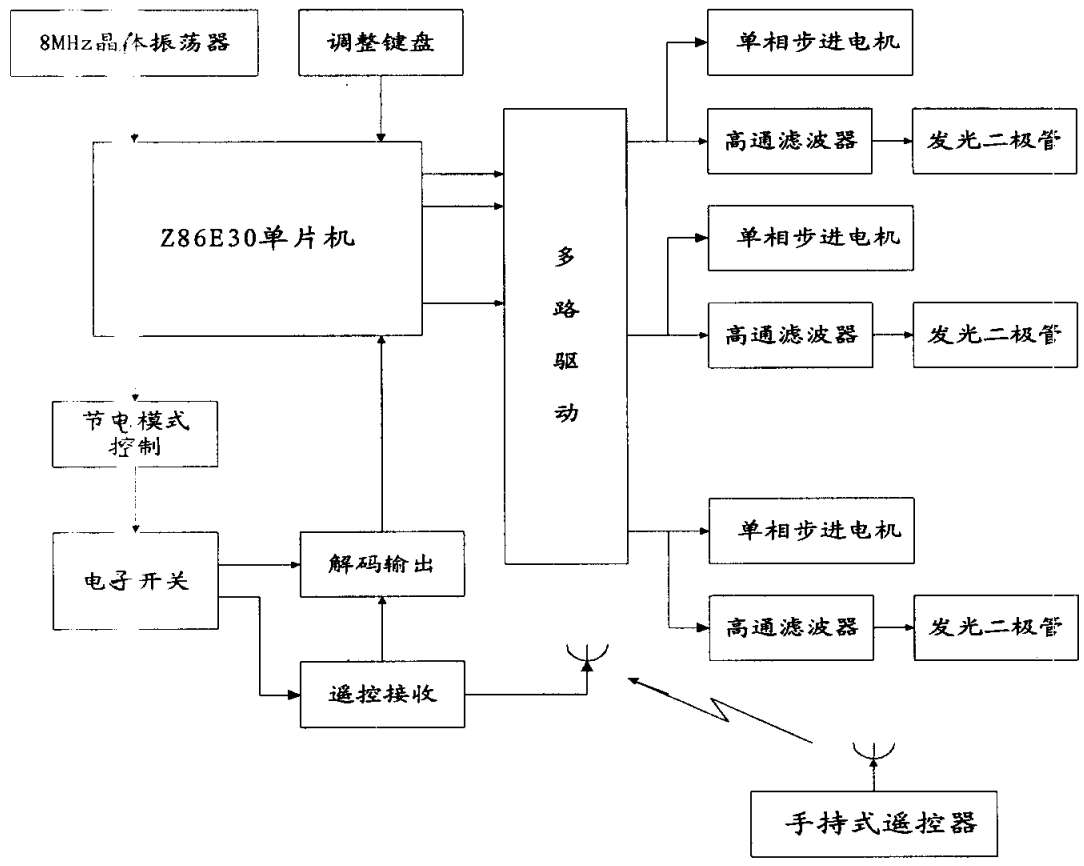 8MHz晶体振荡器
调整键盘
单相步进电机
高通滤波器
发光二极管
Z86E30单片机
单相步进电机
多路驱动
高通滤波器
发光二极管
节电模式
控制
单相步进电机
电子开关
解码输出
高通滤波器
发光二极管
遥控接收
手持式遥控器